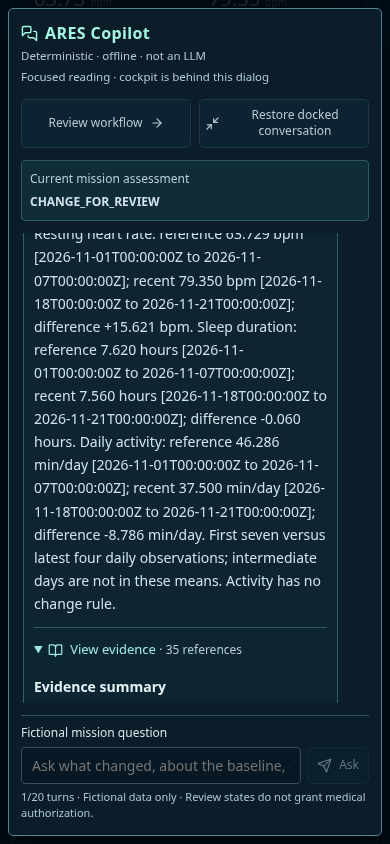 63.73 bpm 79.35 bpm
ARES Copilot
Deterministic · offline · not an LLM
Focused reading · cockpit is behind this dialog
Review workflow →
Restore docked
conversation
Current mission assessment
CHANGE_FOR_REVIEW
Resting heart rate: reference 63.729 bpm
[2026-11-01T00:00:00Z to 2026-11-
07T00:00:00Z]; recent 79.350 bpm [2026-11-
18T00:00:00Z to 2026-11-21T00:00:00Z];
difference +15.621 bpm. Sleep duration:
reference 7.620 hours [2026-11-
01T00:00:00Z to 2026-11-07T00:00:00Z];
recent 7.560 hours [2026-11-18T00:00:00Z to
2026-11-21T00:00:00Z]; difference -0.060
hours. Daily activity: reference 46.286
min/day [2026-11-01T00:00:00Z to 2026-11-
07T00:00:00Z]; recent 37.500 min/day [2026-
11-18T00:00:00Z to 2026-11-21T00:00:00Z];
difference -8.786 min/day. First seven versus
latest four daily observations; intermediate
days are not in these means. Activity has no
change rule.
▼ View evidence · 35 references
Evidence summary
Fictional mission question
Ask what changed, about the baseline,
Ask
1/20 turns · Fictional data only · Review states do not grant medical
authorization.